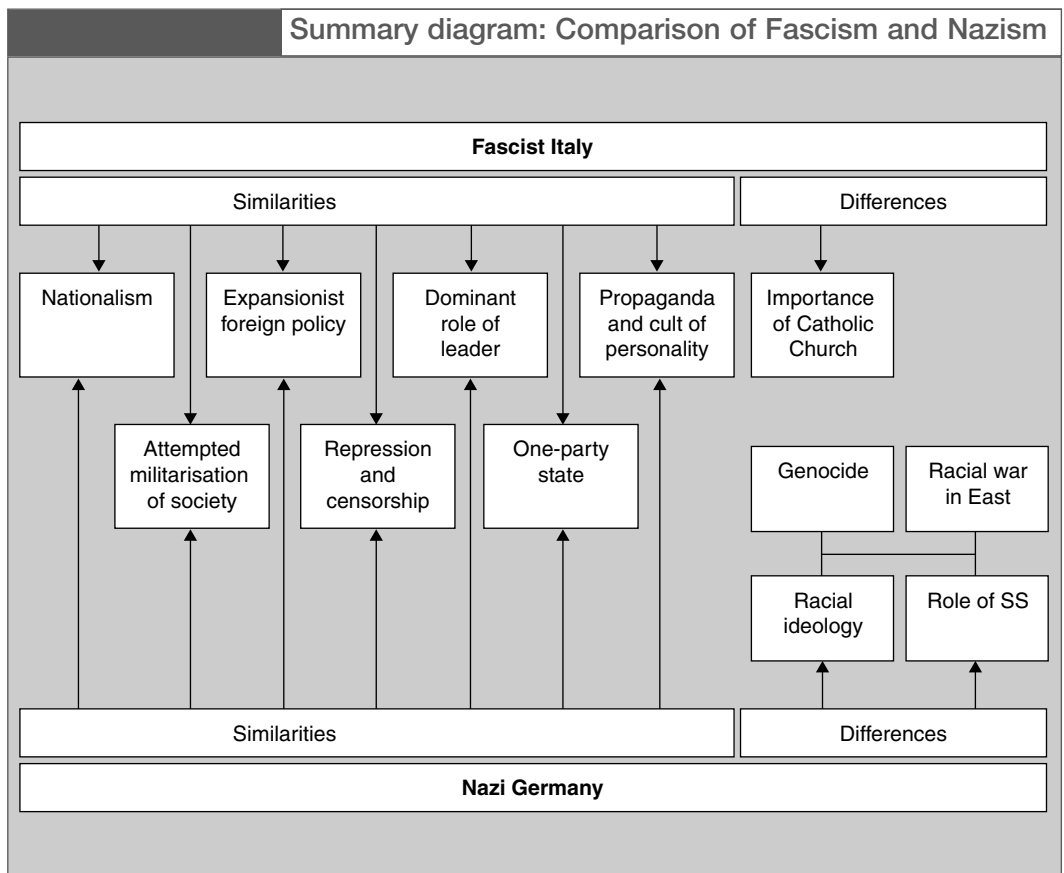 Summary diagram: Comparison of Fascism and Nazism
Fascist Italy
Similarities
Differences
Nationalism
Expansionist
foreign policy
Dominant
role of
leader
Propaganda
and cult of
personality
Importance
of Catholic
Church
Attempted
militarisation
of society
Repression
and
censorship
One-party
state
Genocide
Racial war
in East
Racial
ideology
Role of SS
Similarities
Differences
Nazi Germany